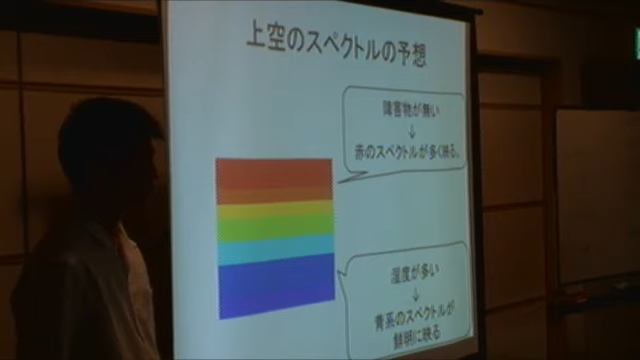 上空のスペクトルの予想
障害物が無い
↓
赤のスペクトルが多く映る。
湿度が多い
↓
青系のスペクトルが
鮮明に映る